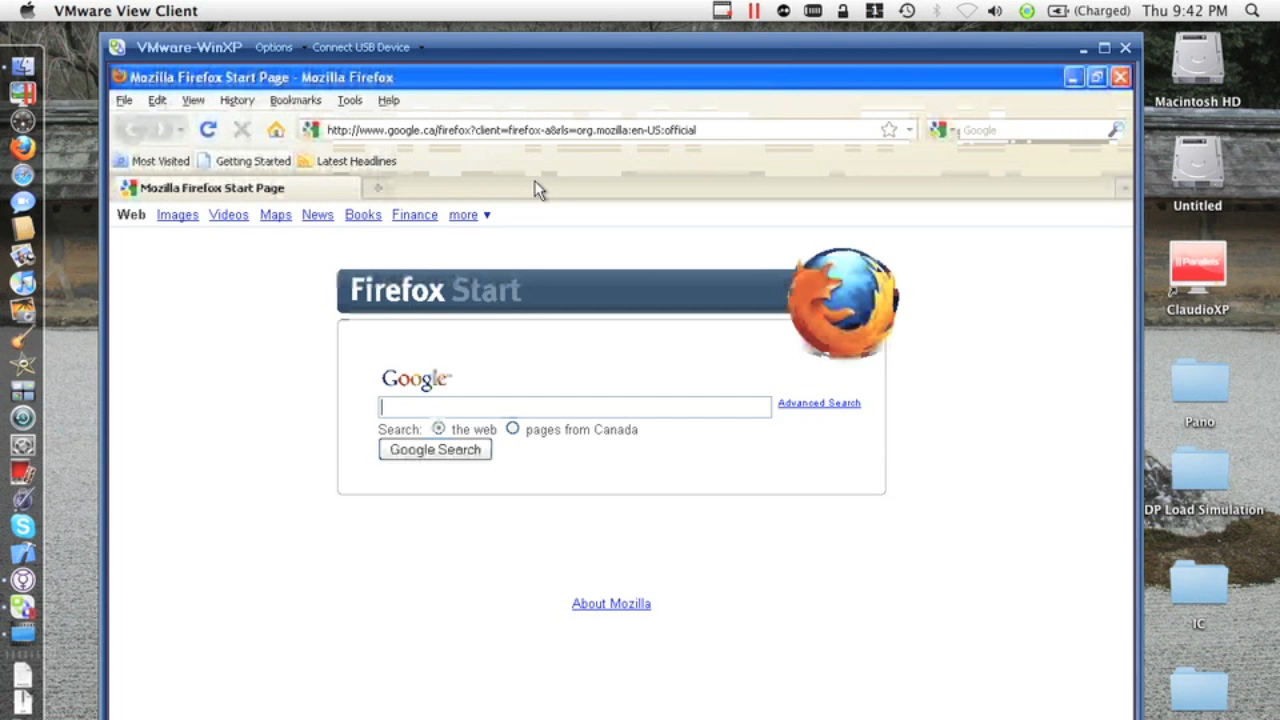 VMware View Client
(Charged) Thu 9:42 PM
VMware-WinXP Options Connect USB Device
Mozilla Firefox Start Page - Mozilla Firefox
File Edit View History Bookmarks Tools Help
http://www.google.ca/firefox?client=firefox-a&rls=org.mozilla:en-US:official
Google
Most Visited Getting Started Latest Headlines
Mozilla Firefox Start Page
Web Images Videos Maps News Books Finance more ▼
Firefox Start
Google™
Advanced Search
Search: the web pages from Canada
Google Search
About Mozilla
Macintosh HD
Untitled
Parallels
ClaudioXP
Pano
DP Load Simulation
IC